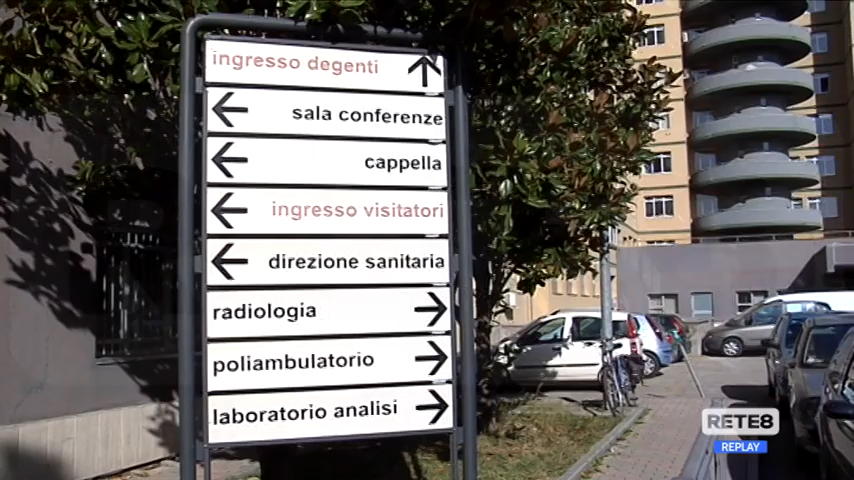 ingresso degenti
sala conferenze
cappella
ingresso visitatori
direzione sanitaria
radiologia
poliambulatorio
laboratorio analisi
RETE8
REPLAY